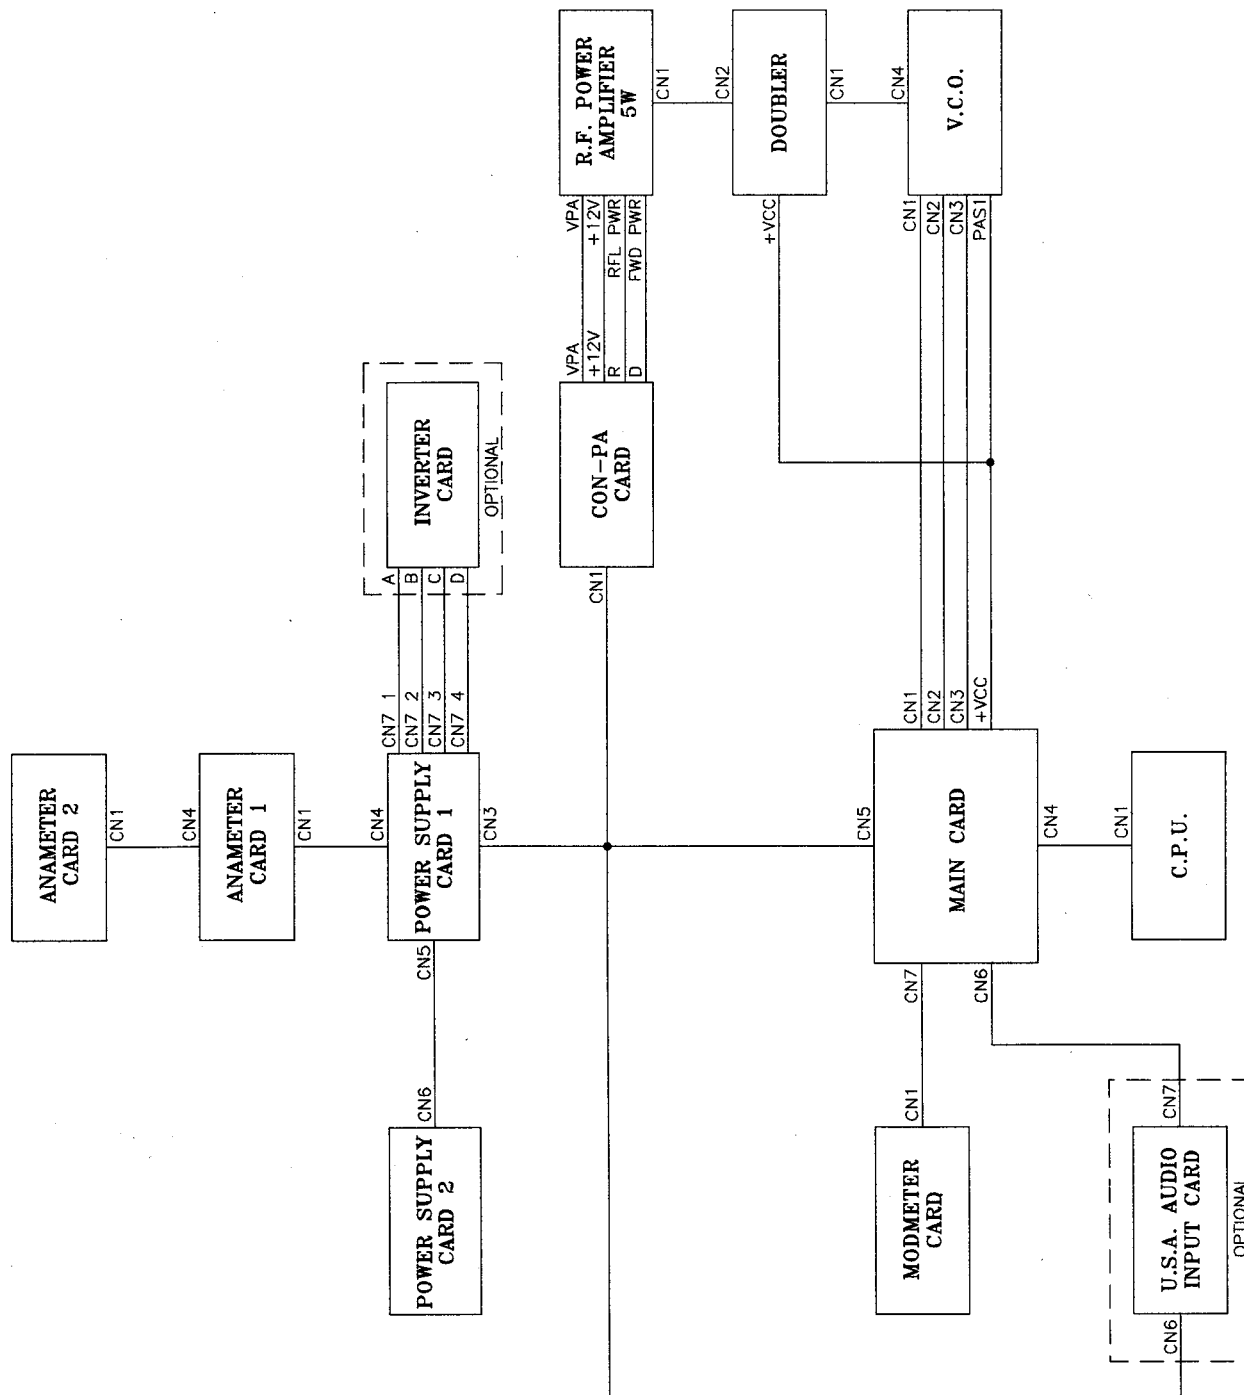 ANAMETER
CARD 2
CN1
CN4
ANAMETER
CARD 1
CN1
CN4
POWER SUPPLY
CARD 1
CN3
CN5
CN6
POWER SUPPLY
CARD 2
CN7 1
CN7 2
CN7 3
CN7 4
A
B
C
D
INVERTER
CARD
OPTIONAL
CN1
CON-PA
CARD
VPA
+12V
R
D
VPA
+12V
RFL PWR
FWD PWR
R.F. POWER
AMPLIFIER
5W
CN1
CN2
DOUBLER
+VCC
CN1
CN4
V.C.O.
CN1
CN2
CN3
PAS1
CN1
CN2
CN3
+VCC
CN5
MAIN CARD
CN4
CN1
C.P.U.
CN7
CN6
CN1
MODMETER
CARD
CN7
U.S.A. AUDIO
INPUT CARD
OPTIONAL
CN6